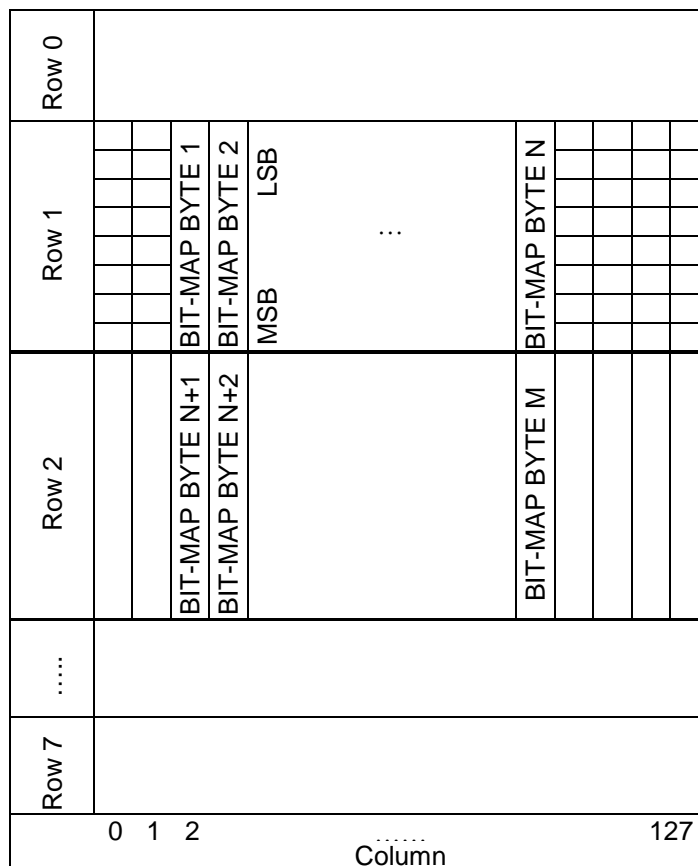 Row 0
Row 1
BIT-MAP BYTE 1
BIT-MAP BYTE 2
MSB LSB
...
BIT-MAP BYTE N
Row 2
BIT-MAP BYTE N+1
BIT-MAP BYTE N+2
BIT-MAP BYTE M
.....
Row 7
0 1 2 ...... 127
Column